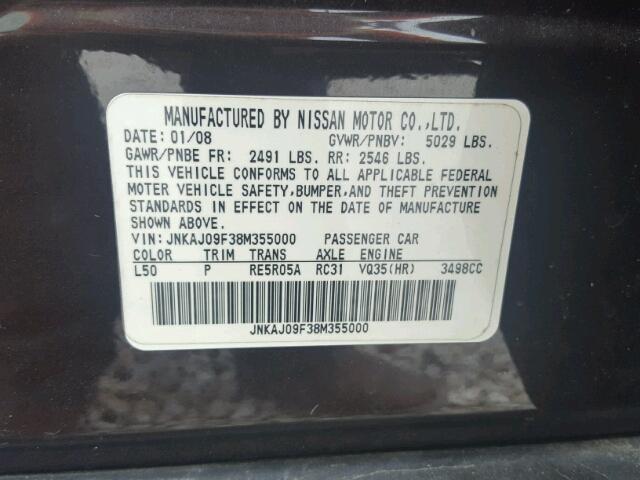 MANUFACTURED BY NISSAN MOTOR CO.,LTD.
DATE: 01/08 GVWR/PNBV: 5029 LBS.
GAWR/PNBE FR: 2491 LBS. RR: 2546 LBS.
THIS VEHICLE CONFORMS TO ALL APPLICABLE FEDERAL
MOTOR VEHICLE SAFETY,BUMPER,AND THEFT PREVENTION
STANDARDS IN EFFECT ON THE DATE OF MANUFACTURE
SHOWN ABOVE.
VIN: JNKAJ09F38M355000 PASSENGER CAR
COLOR TRIM TRANS AXLE ENGINE
L50 P RE5R05A RC31 VQ35(HR) 3498CC
JNKAJ09F38M355000